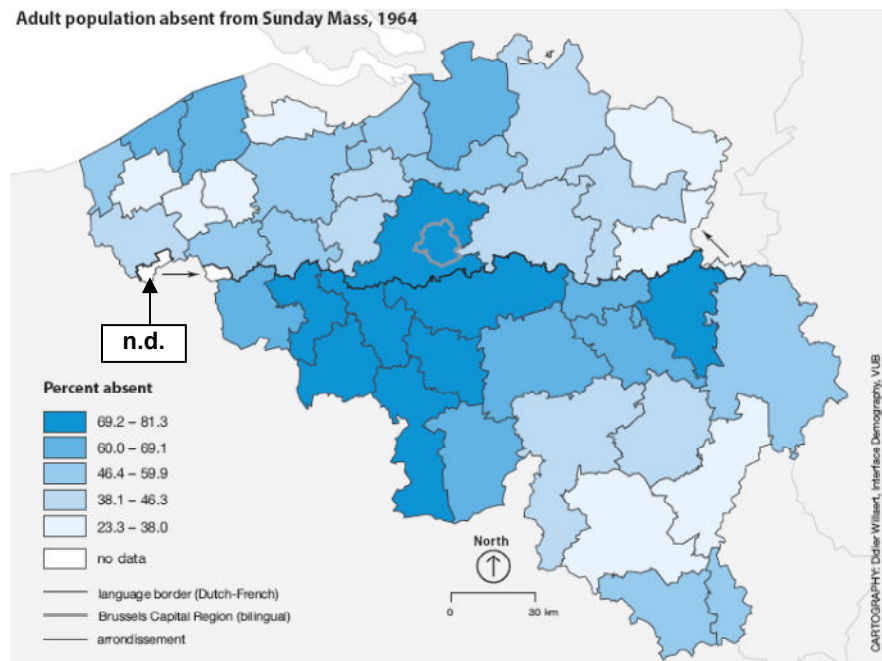 Adult population absent from Sunday Mass, 1964
n.d.
Percent absent
69.2 – 81.3
60.0 – 69.1
46.4 – 59.9
38.1 – 46.3
23.3 – 38.0
no data
language border (Dutch-French)
Brussels Capital Region (bilingual)
arrondissement
North
0 30 km
CARTOGRAPHY: Didier Willaert, Interface Demography, VUB